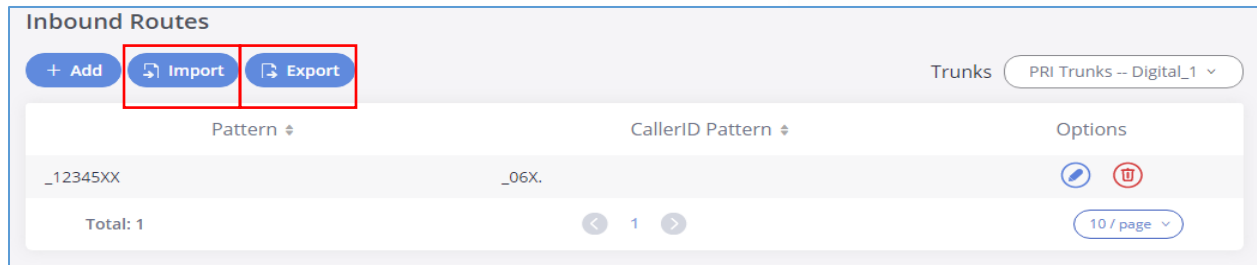 Inbound Routes
+ Add Import Export Trunks PRI Trunks -- Digital_1
Pattern CallerID Pattern Options
_12345XX _06X.
Total: 1 1 10 / page